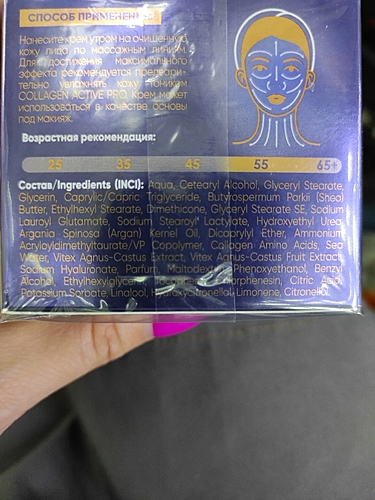 СПОСОБ ПРИМЕНЕНИЯ
Нанесите крем утром на очищенную
кожу лица по массажным линиям.
Для достижения максимального
эффекта рекомендуется предвари-
тельно увлажнять кожу тоником
COLLAGEN ACTIVE PRO. Крем может
использоваться в качестве основы
под макияж.
Возрастная рекомендация:
25 35 45 55 65+
Состав/Ingredients (INCI): Aqua, Cetearyl Alcohol, Glyceryl Stearate,
Glycerin, Caprylic/Capric Triglyceride, Butyrospermum Parkii (Shea)
Butter, Ethylhexyl Stearate, Dimethicone, Glyceryl Stearate SE, Sodium
Lauroyl Glutamate, Sodium Stearoyl Lactylate, Hydroxyethyl Urea,
Argania Spinosa (Argan) Kernel Oil, Dicaprylyl Ether, Ammonium
Acryloyldimethyltaurate/VP Copolymer, Collagen Amino Acids, Sea
Water, Vitex Agnus-Castus Extract, Vitex Agnus-Castus Fruit Extract,
Sodium Hyaluronate, Parfum, Maltodextrin, Phenoxyethanol, Benzyl
Alcohol, Ethylhexylglycerin, Tocopherol, Chlorphenesin, Citric Acid,
Potassium Sorbate, Linalool, Hydroxycitronellal, Limonene, Citronellol.